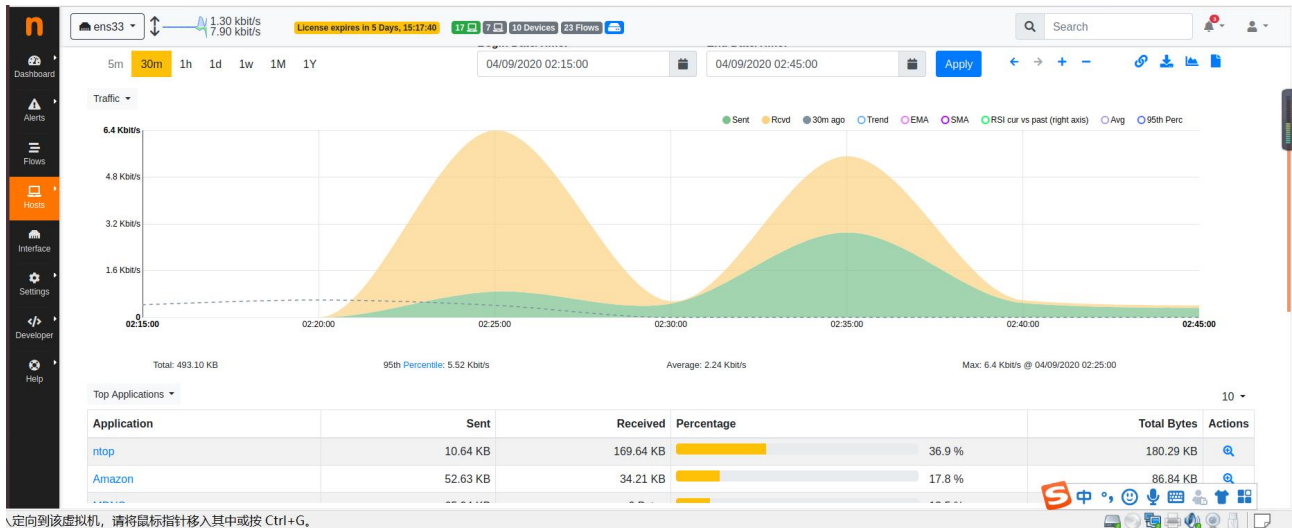 n
ens33
1.30 kbit/s
7.90 kbit/s
License expires in 5 Days, 15:17:40
17
7
10 Devices
23 Flows
Search
Dashboard
Alerts
Flows
Hosts
Interface
Settings
Developer
Help
5m 30m 1h 1d 1w 1M 1Y
04/09/2020 02:15:00
04/09/2020 02:45:00
Apply
Traffic
Sent Rcvd 30m ago Trend EMA SMA RSI cur vs past (right axis) Avg 95th Perc
6.4 Kbit/s
4.8 Kbit/s
3.2 Kbit/s
1.6 Kbit/s
0
02:15:00 02:20:00 02:25:00 02:30:00 02:35:00 02:40:00 02:45:00
Total: 493.10 KB 95th Percentile: 5.52 Kbit/s Average: 2.24 Kbit/s Max: 6.4 Kbit/s @ 04/09/2020 02:25:00
Top Applications
10
Application Sent Received Percentage Total Bytes Actions
ntop 10.64 KB 169.64 KB 36.9 % 180.29 KB
Amazon 52.63 KB 34.21 KB 17.8 % 86.84 KB
中
定向到该虚拟机，请将鼠标指针移入其中或按 Ctrl+G。